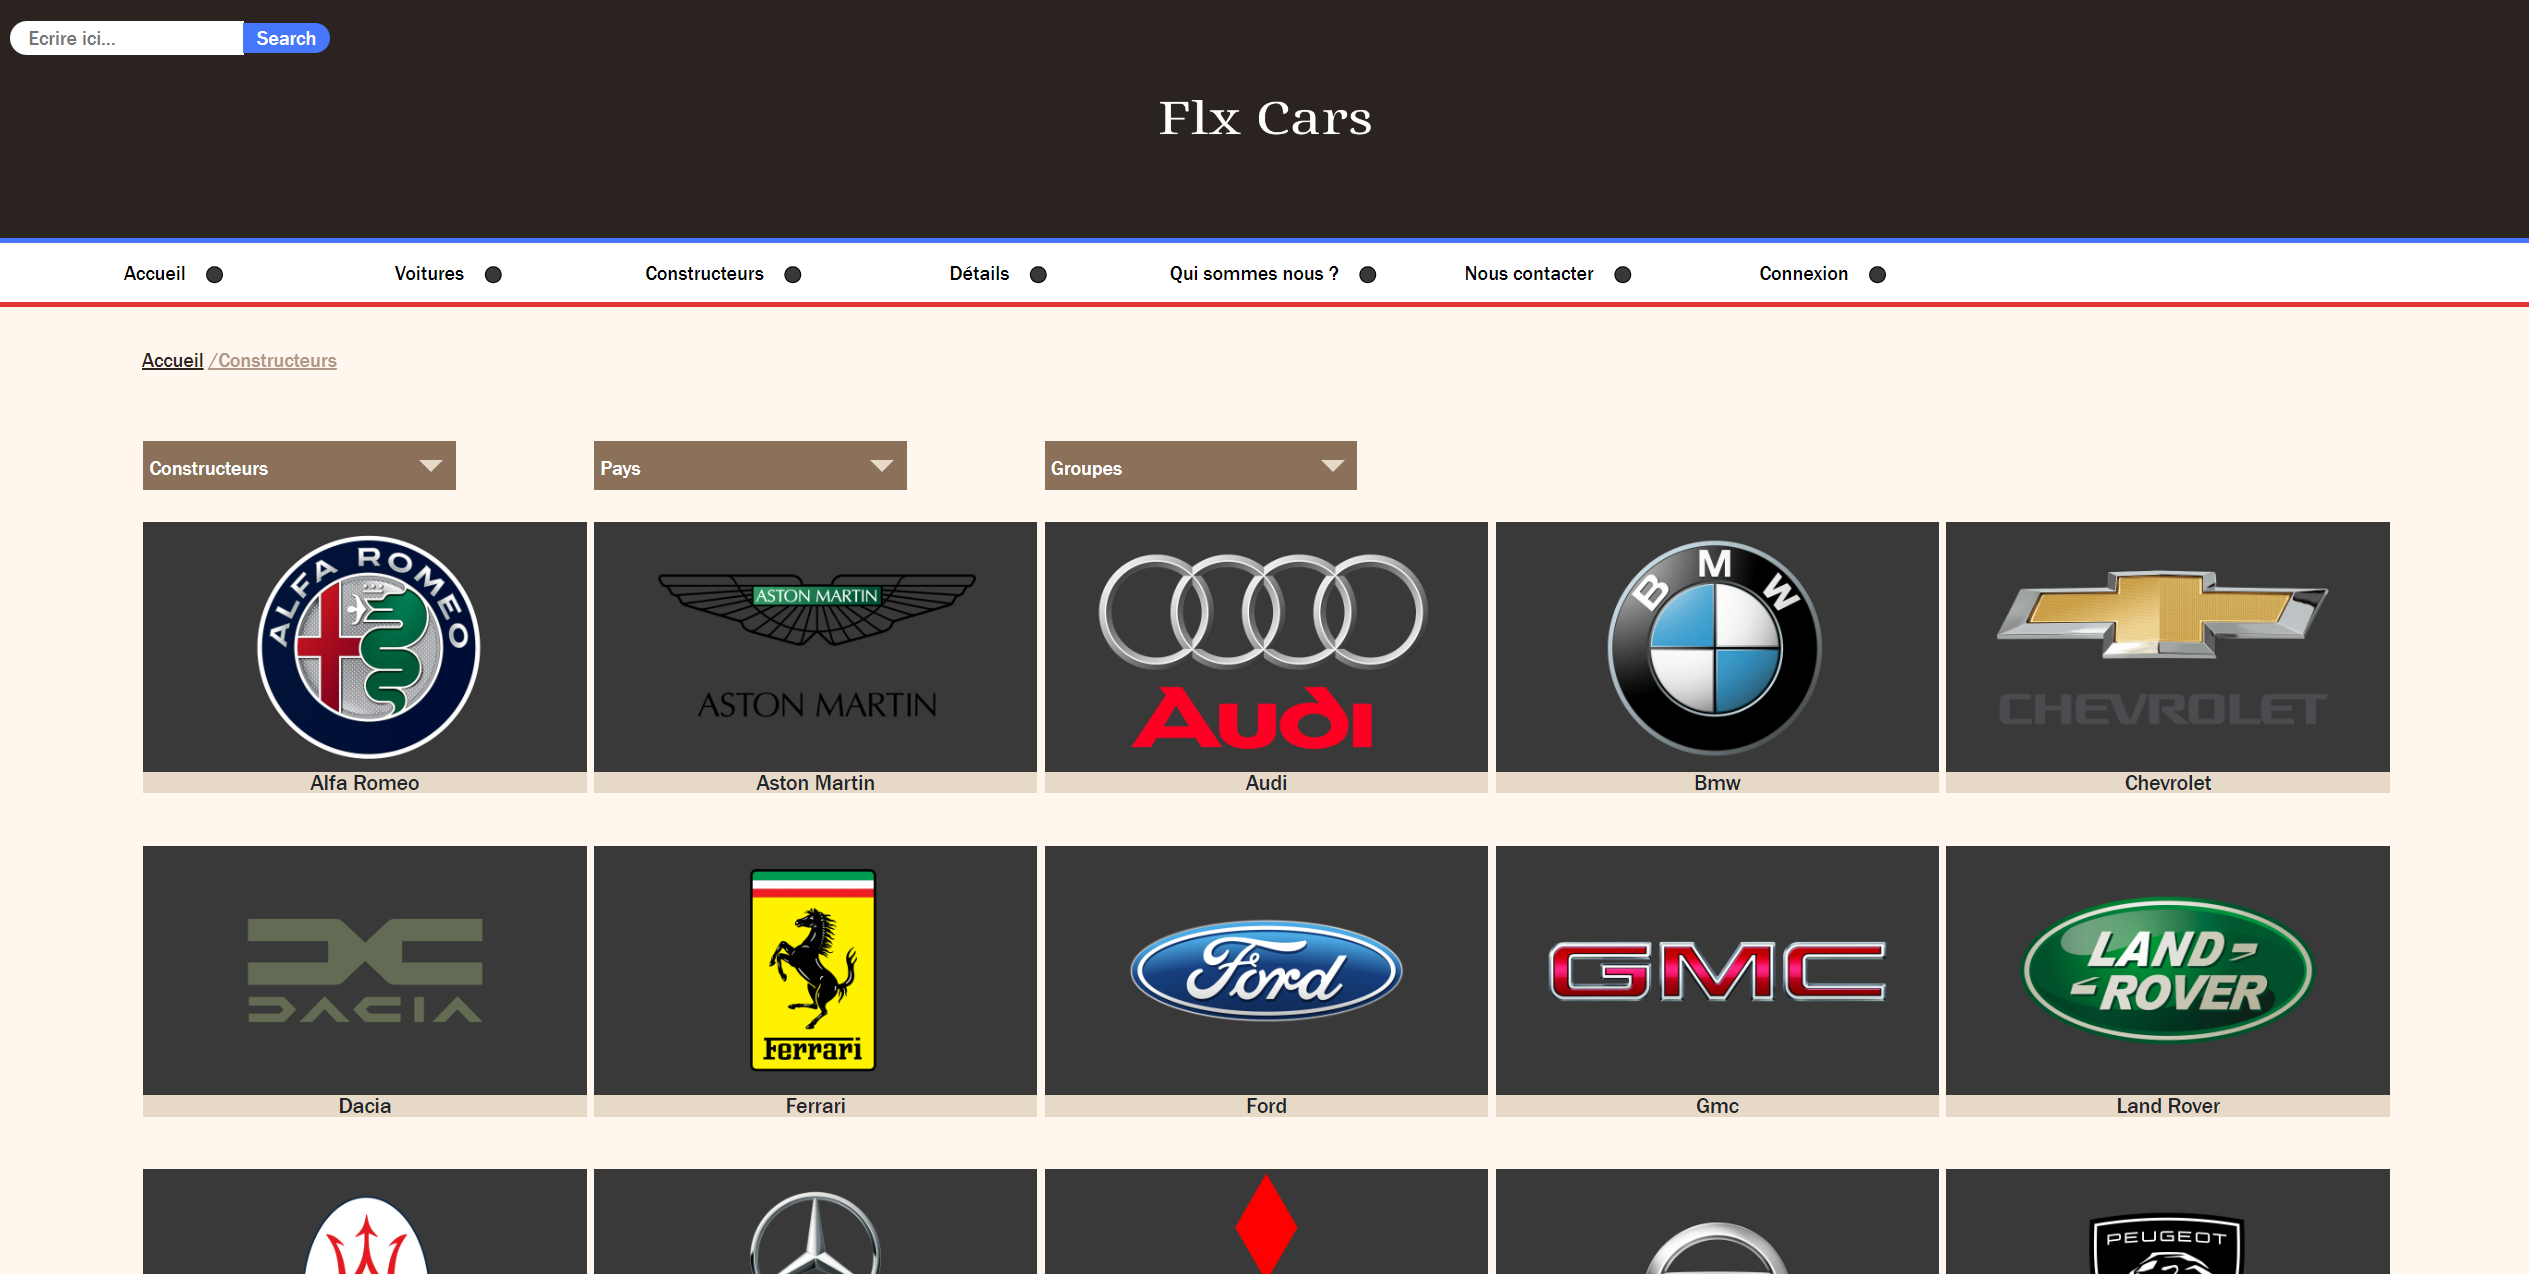 Ecrire ici...
Search
Flx Cars
Accueil
Voitures
Constructeurs
Détails
Qui sommes nous ?
Nous contacter
Connexion
Accueil /Constructeurs
Constructeurs
Pays
Groupes
ALFA ROMEO
ASTON MARTIN
ASTON MARTIN
Audi
BMW
CHEVROLET
Alfa Romeo
Aston Martin
Audi
Bmw
Chevrolet
DACIA
Ferrari
Ford
GMC
LAND-
-ROVER
Dacia
Ferrari
Ford
Gmc
Land Rover
PEUGEOT